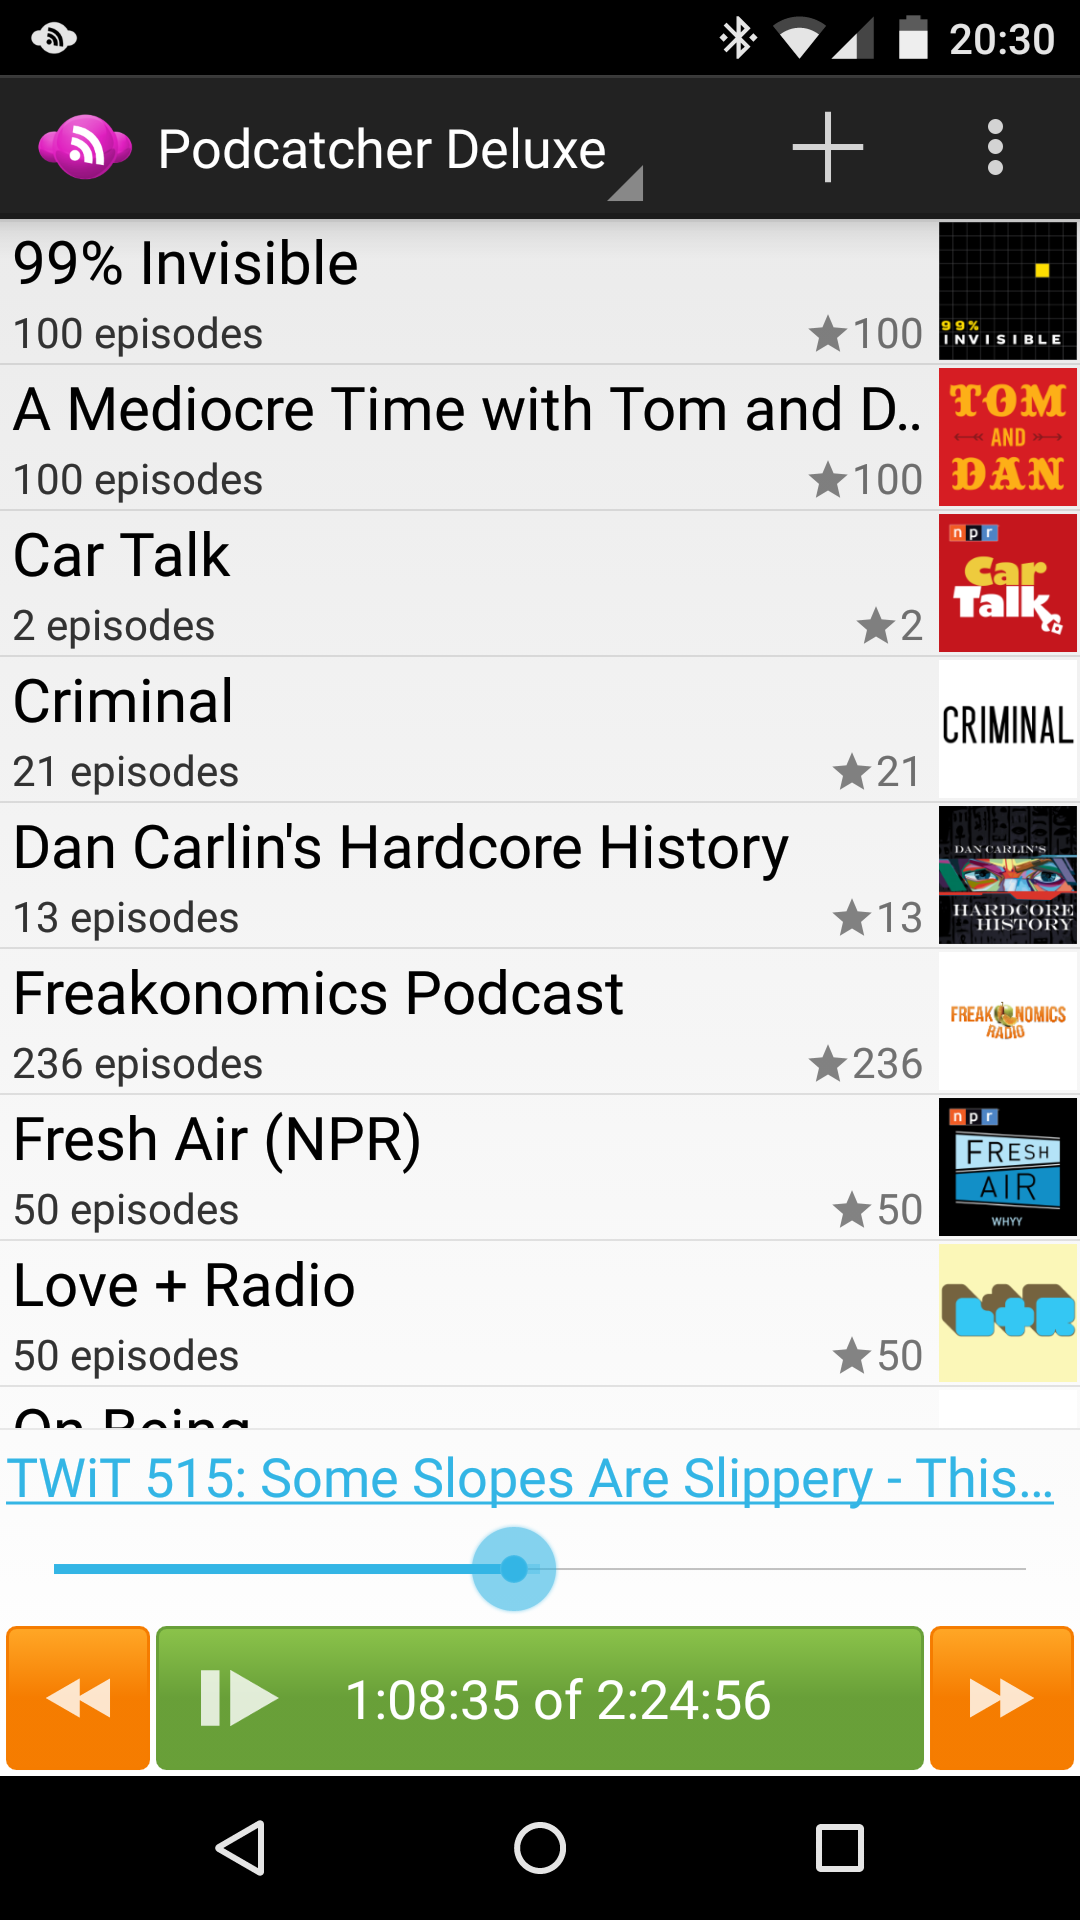 20:30
Podcatcher Deluxe
99% Invisible
100 episodes
100
99%
INVISIBLE
A Mediocre Time with Tom and D..
100 episodes
100
TOM
AND
DAN
Car Talk
2 episodes
2
npr
Car
Talk
Criminal
21 episodes
21
CRIMINAL
Dan Carlin's Hardcore History
13 episodes
13
DAN CARLIN'S
HARDCORE
HISTORY
Freakonomics Podcast
236 episodes
236
FREAKONOMICS
RADIO
Fresh Air (NPR)
50 episodes
50
npr
FRESH
AIR
WHYY
Love + Radio
50 episodes
50
L+R
On Being
TWiT 515: Some Slopes Are Slippery - This...
1:08:35 of 2:24:56